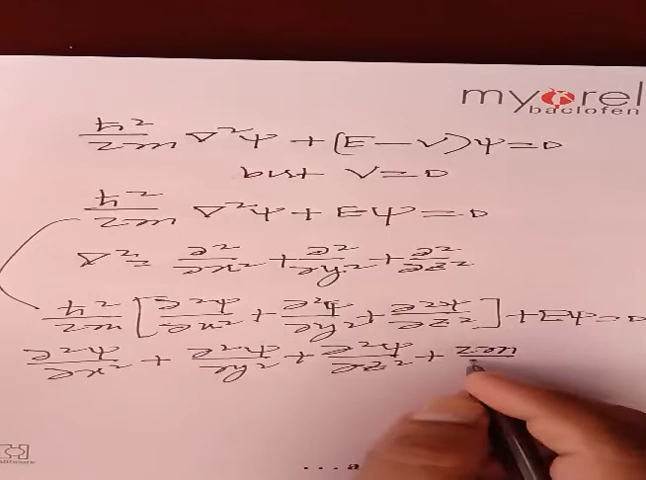 myorel
baclofen
ħ²/2m ∇²ψ + (E − V)ψ = 0
but V = 0
ħ²/2m ∇²ψ + Eψ = 0
∇² = ∂²/∂x² + ∂²/∂y² + ∂²/∂z²
ħ²/2m [∂²ψ/∂x² + ∂²ψ/∂y² + ∂²ψ/∂z²] + Eψ = 0
∂²ψ/∂x² + ∂²ψ/∂y² + ∂²ψ/∂z² + 2m
... a